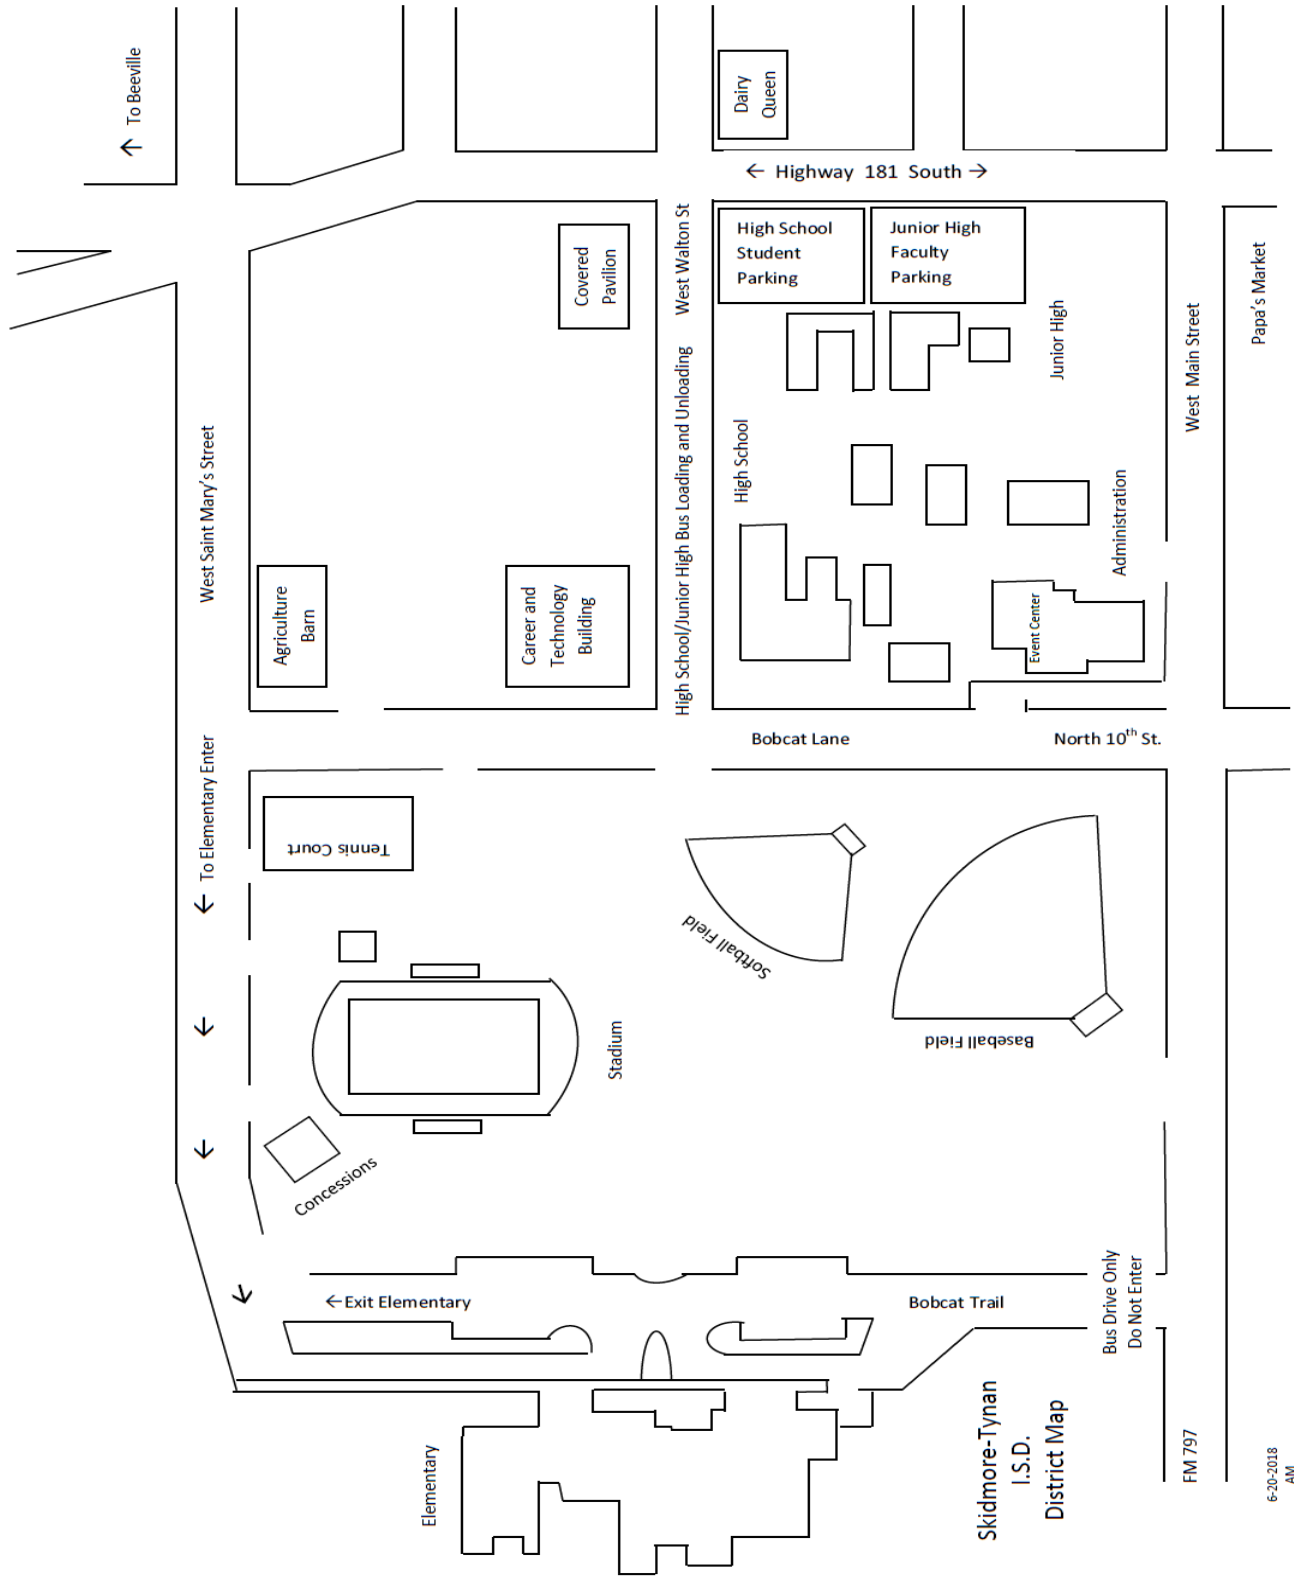 ← To Beeville
Dairy
Queen
← Highway 181 South →
West Walton St
High School
Student
Parking
Junior High
Faculty
Parking
Covered
Pavilion
Papa's Market
Junior High
West Main Street
High School/Junior High Bus Loading and Unloading
High School
West Saint Mary's Street
Administration
Agriculture
Barn
Career and
Technology
Building
Event Center
Bobcat Lane
North 10th St.
← To Elementary Enter
Tennis Court
Softball Field
Baseball Field
Stadium
Concessions
←Exit Elementary
Bobcat Trail
Bus Drive Only
Do Not Enter
Elementary
Skidmore-Tynan
I.S.D.
District Map
FM 797
6-20-2018
AM